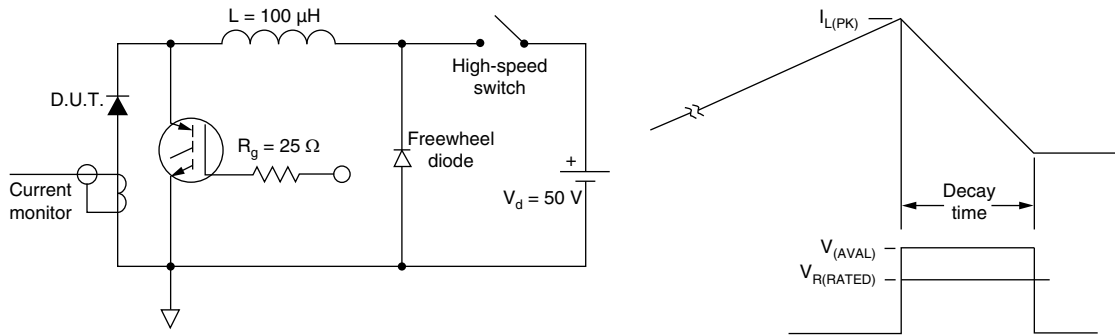 L = 100 µH
D.U.T.
Current
monitor
R_g = 25 Ω
Freewheel
diode
High-speed
switch
+
V_d = 50 V
I_L(PK)
Decay
time
V_(AVAL)
V_R(RATED)